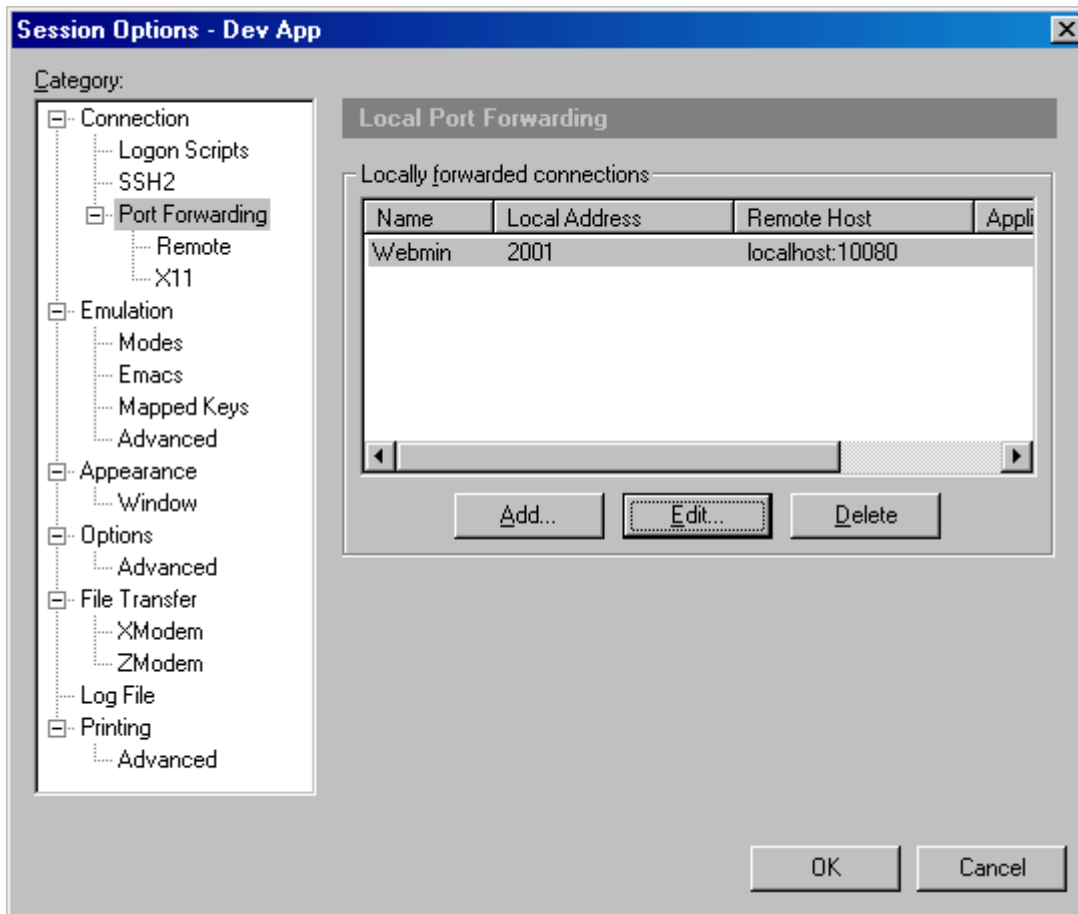 Session Options - Dev App
Category:
Connection
Logon Scripts
SSH2
Port Forwarding
Remote
X11
Emulation
Modes
Emacs
Mapped Keys
Advanced
Appearance
Window
Options
Advanced
File Transfer
XModem
ZModem
Log File
Printing
Advanced
Local Port Forwarding
Locally forwarded connections
Name Local Address Remote Host Appli
Webmin 2001 localhost:10080
Add... Edit... Delete
OK Cancel